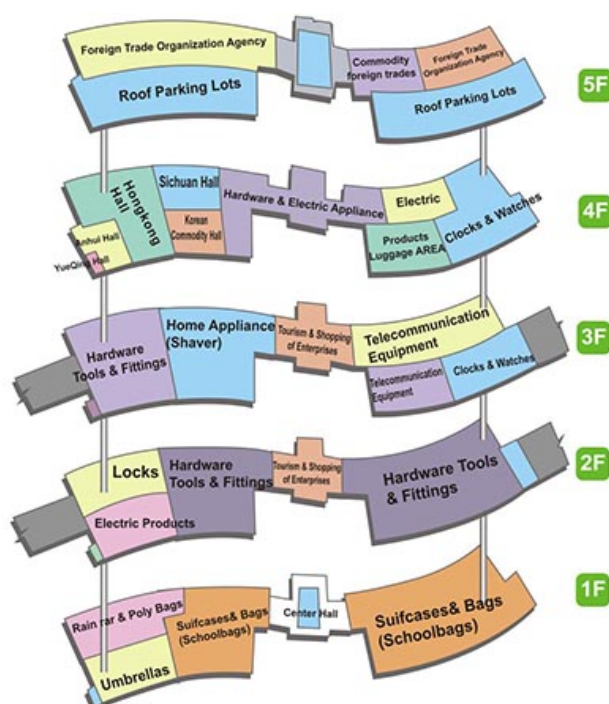 Foreign Trade Organization Agency
Commodity
foreign trades
Foreign Trade
Organization Agency
Roof Parking Lots
Roof Parking Lots
5F
Hongkong
Hall
Sichuan Hall
Korean
Commodity Hall
Hardware & Electric Appliance
Electric
Products
Luggage AREA
Clocks & Watches
Anhui Hall
YueQing Hall
4F
Hardware
Tools & Fittings
Home Appliance
(Shaver)
Tourism & Shopping
of Enterprises
Telecommunication
Equipment
Telecommunication
Equipment
Clocks & Watches
3F
Locks
Electric Products
Hardware
Tools & Fittings
Tourism & Shopping
of Enterprises
Hardware Tools
& Fittings
2F
Rain & Poly Bags
Umbrellas
Suifcases& Bags
(Schoolbags)
Center Hall
Suifcases& Bags
(Schoolbags)
1F